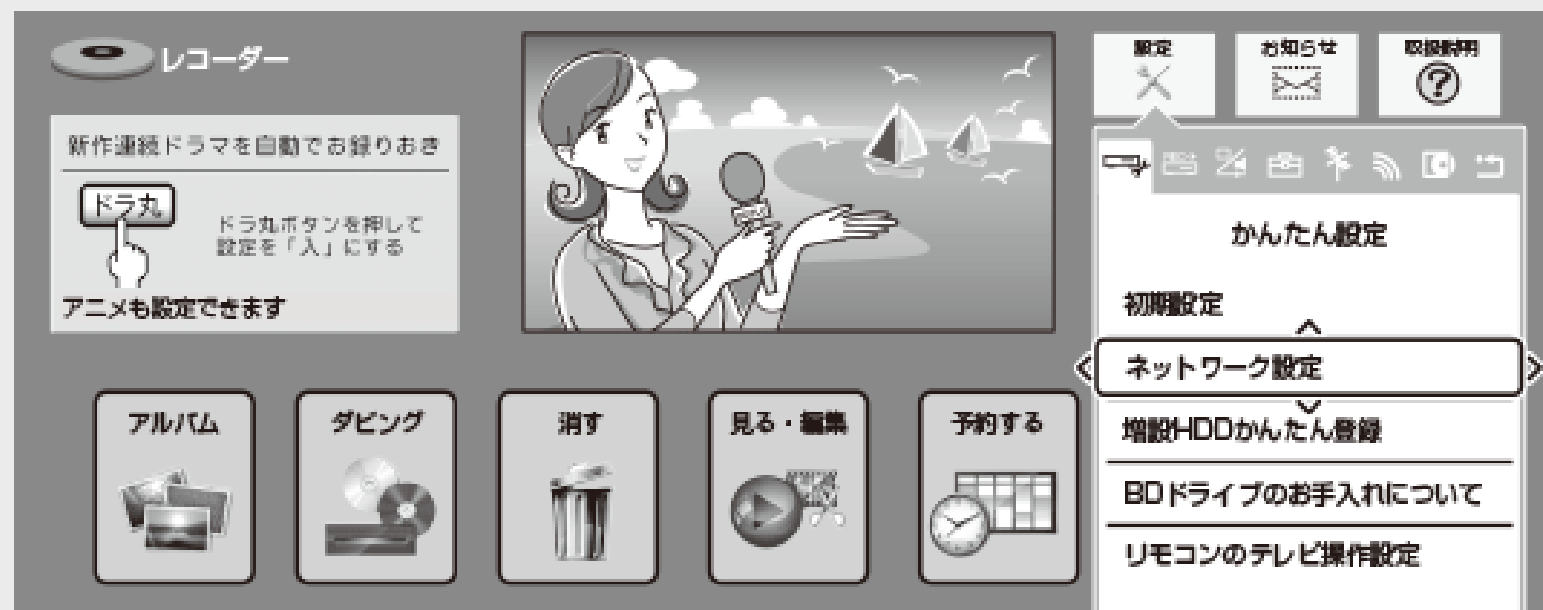 レコーダー
新作連続ドラマを自動でお録りおき
ドラ丸
ドラ丸ボタンを押して
設定を「入」にする
アニメも設定できます
設定
お知らせ
取扱説明
かんたん設定
初期設定
ネットワーク設定
増設HDDかんたん登録
BDドライブのお手入れについて
リモコンのテレビ操作設定
アルバム
ダビング
消す
見る・編集
予約する